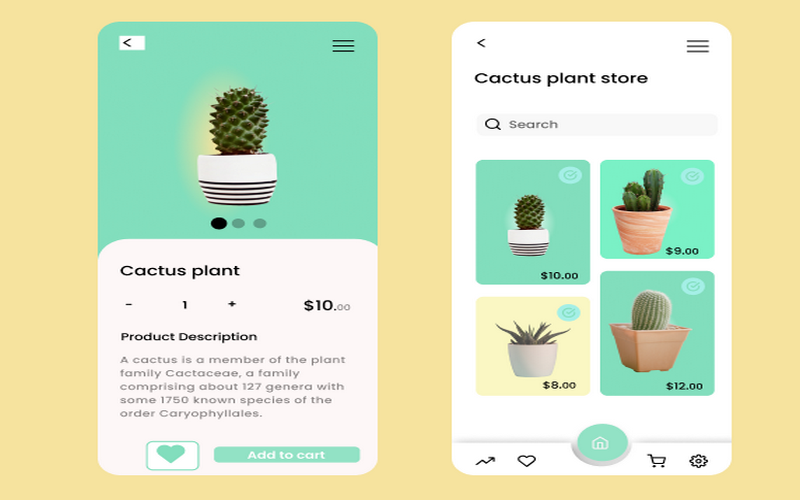 Cactus plant
- 1 +
$10.00
Product Description
A cactus is a member of the plant
family Cactaceae, a family
comprising about 127 genera with
some 1750 known species of the
order Caryophyllales.
Add to cart
Cactus plant store
Search
$10.00
$9.00
$8.00
$12.00